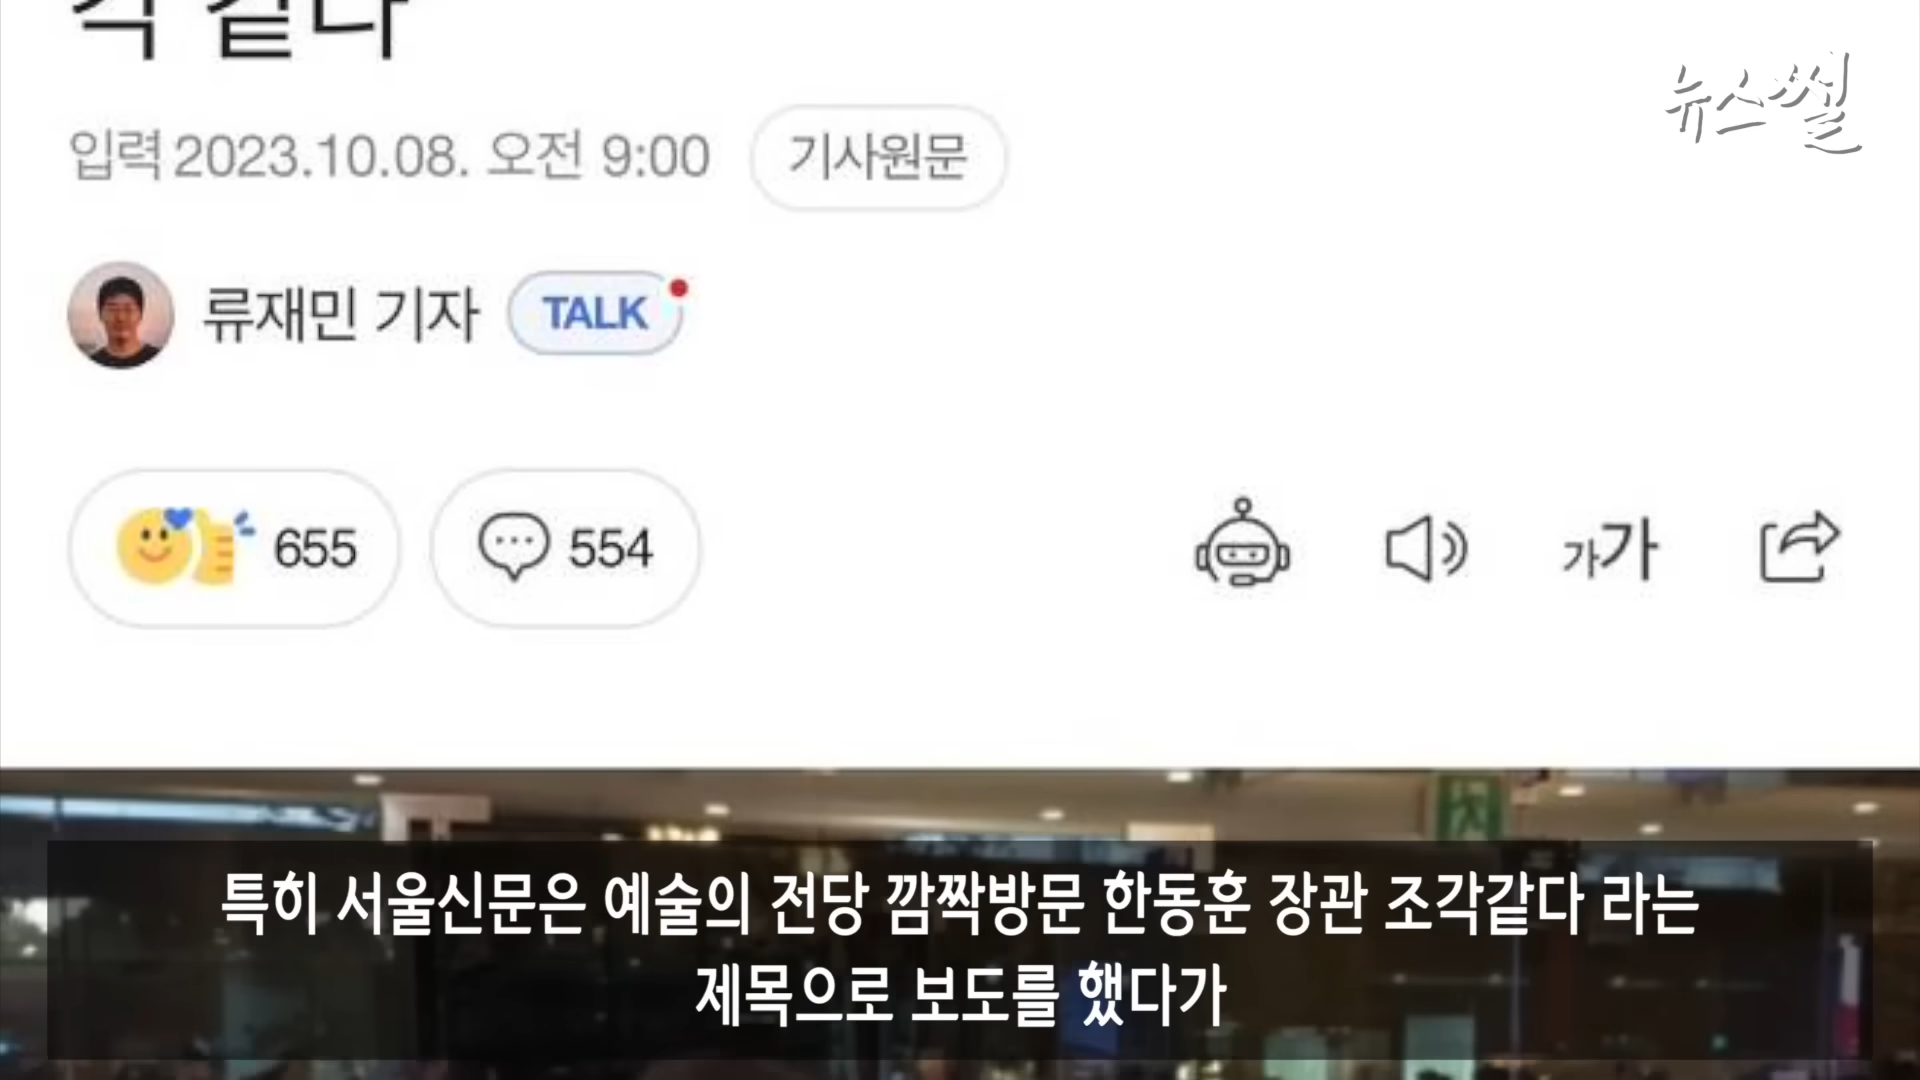 각 같다
뉴스썰
입력 2023.10.08. 오전 9:00 기사원문
류재민 기자 TALK
655 554 가가
특히 서울신문은 예술의 전당 깜짝방문 한동훈 장관 조각같다 라는
제목으로 보도를 했다가